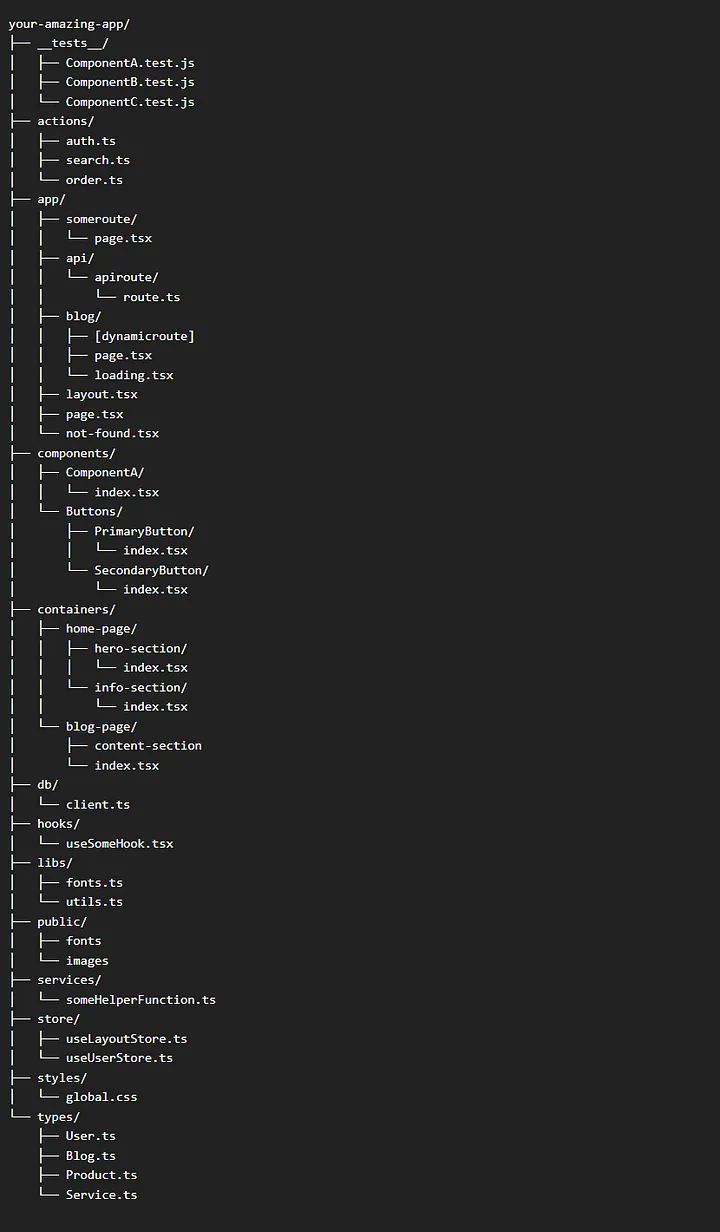 your-amazing-app/
├── __tests__/
│   ├── ComponentA.test.js
│   ├── ComponentB.test.js
│   └── ComponentC.test.js
├── actions/
│   ├── auth.ts
│   ├── search.ts
│   └── order.ts
├── app/
│   ├── someroute/
│   │   └── page.tsx
│   ├── api/
│   │   └── apiroute/
│   │       └── route.ts
│   ├── blog/
│   │   ├── [dynamicroute]
│   │   ├── page.tsx
│   │   └── loading.tsx
│   ├── layout.tsx
│   ├── page.tsx
│   └── not-found.tsx
├── components/
│   ├── ComponentA/
│   │   └── index.tsx
│   └── Buttons/
│       ├── PrimaryButton/
│       │   └── index.tsx
│       └── SecondaryButton/
│           └── index.tsx
├── containers/
│   ├── home-page/
│   │   ├── hero-section/
│   │   │   └── index.tsx
│   │   └── info-section/
│   │       └── index.tsx
│   └── blog-page/
│       ├── content-section
│       └── index.tsx
├── db/
│   └── client.ts
├── hooks/
│   └── useSomeHook.tsx
├── libs/
│   ├── fonts.ts
│   └── utils.ts
├── public/
│   ├── fonts
│   └── images
├── services/
│   └── someHelperFunction.ts
├── store/
│   ├── useLayoutStore.ts
│   └── useUserStore.ts
├── styles/
│   └── global.css
└── types/
    ├── User.ts
    ├── Blog.ts
    ├── Product.ts
    └── Service.ts